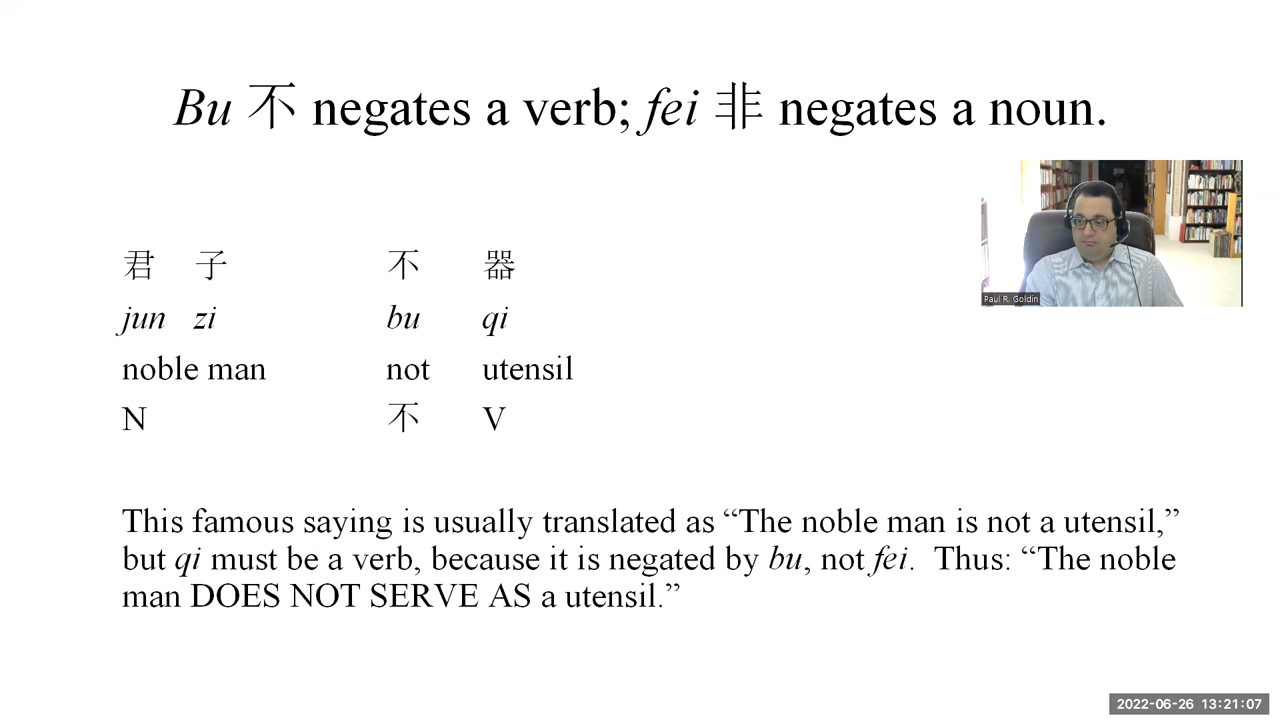 Bu 不 negates a verb; fei 非 negates a noun.
君 子 不 器
jun zi bu qi
noble man not utensil
N 不 V
This famous saying is usually translated as “The noble man is not a utensil,”
but qi must be a verb, because it is negated by bu, not fei. Thus: “The noble
man DOES NOT SERVE AS a utensil.”
Paul R. Goldin
2022-06-26 13:21:07